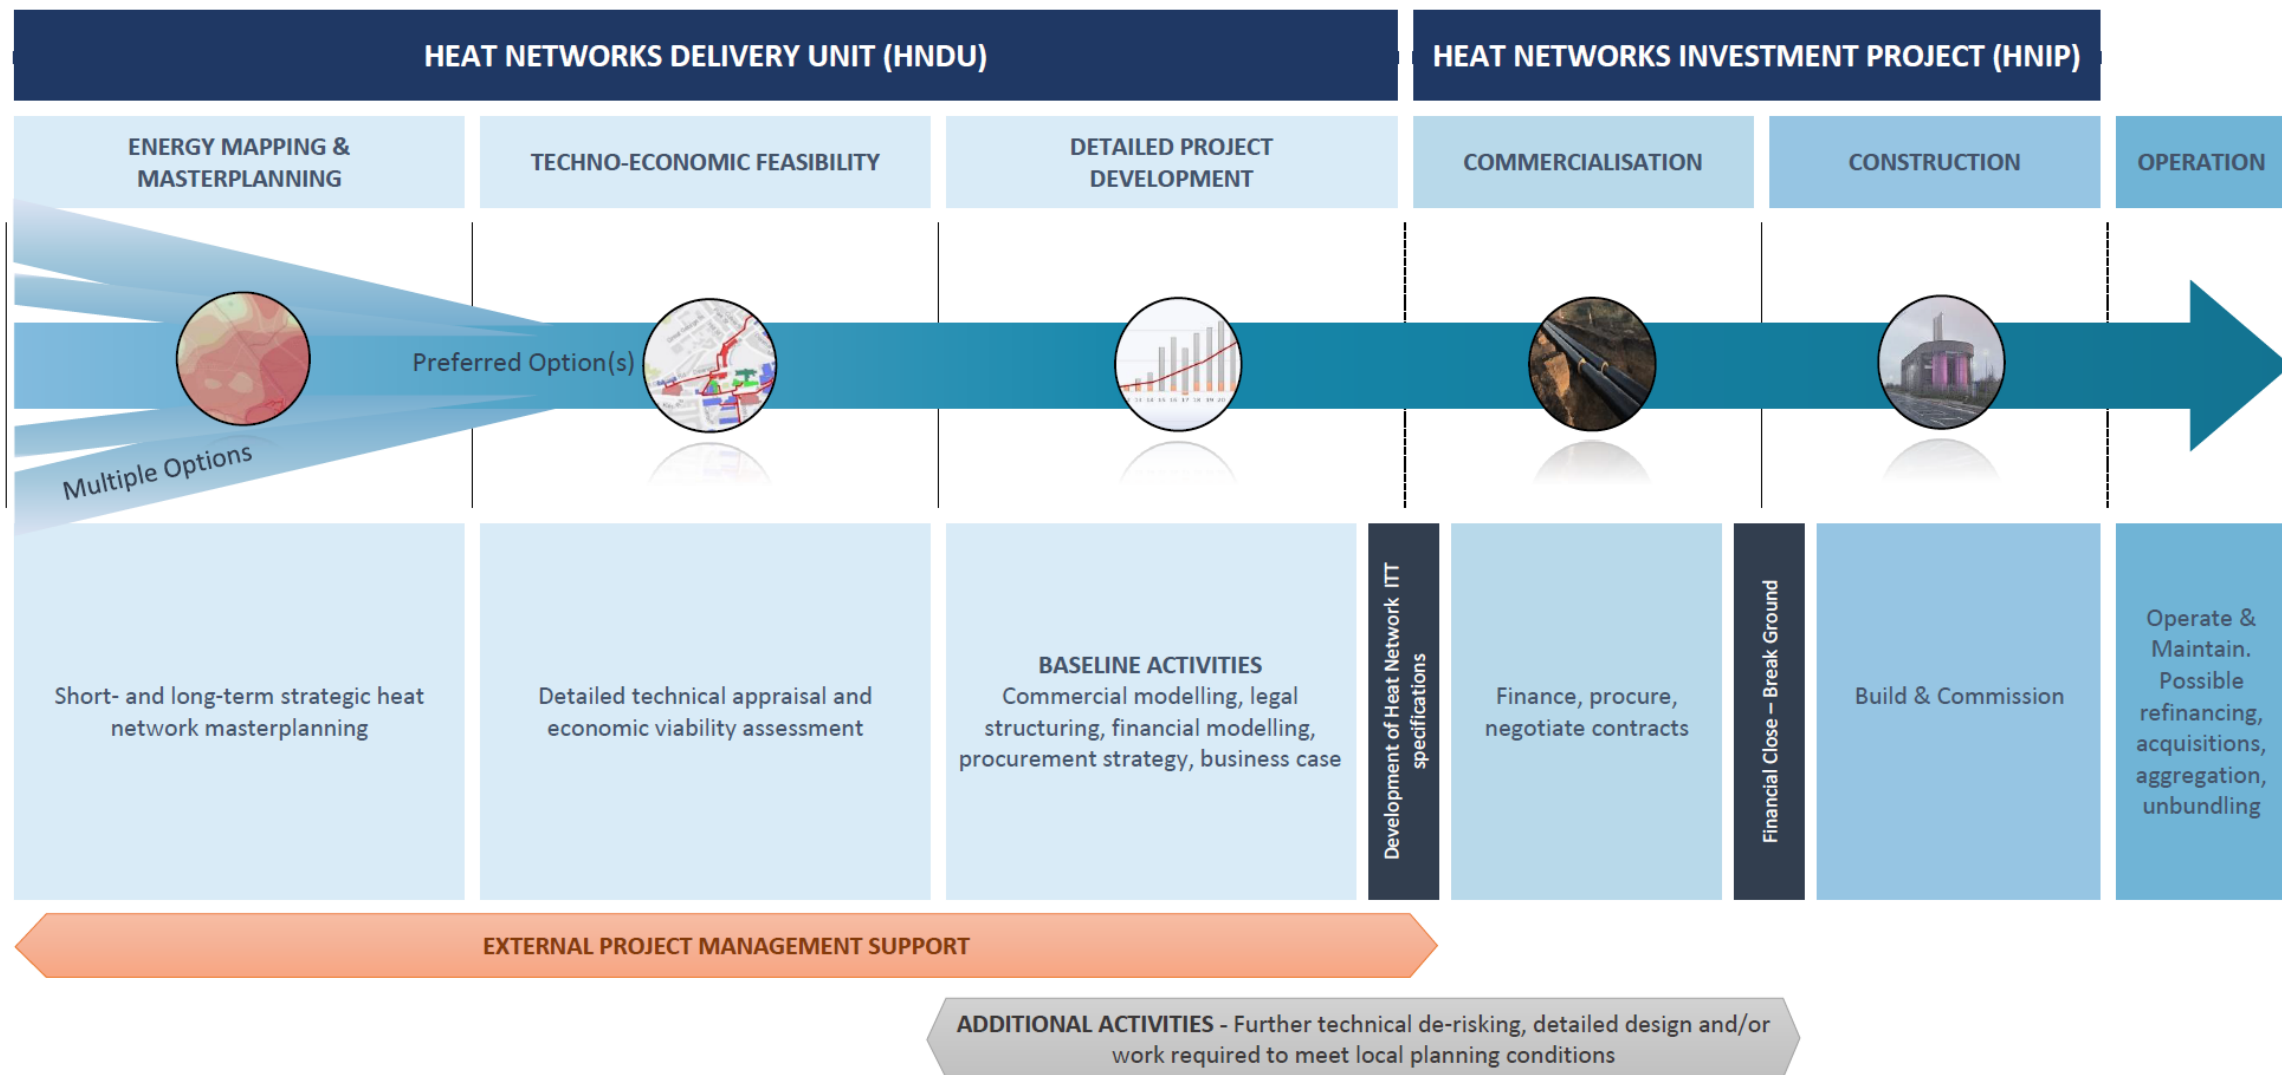 HEAT NETWORKS DELIVERY UNIT (HNDU)
HEAT NETWORKS INVESTMENT PROJECT (HNIP)
ENERGY MAPPING &
MASTERPLANNING
TECHNO-ECONOMIC FEASIBILITY
DETAILED PROJECT
DEVELOPMENT
COMMERCIALISATION
CONSTRUCTION
OPERATION
Preferred Option(s)
Multiple Options
Short- and long-term strategic heat
network masterplanning
Detailed technical appraisal and
economic viability assessment
BASELINE ACTIVITIES
Commercial modelling, legal
structuring, financial modelling,
procurement strategy, business case
Development of Heat Network ITT
specifications
Finance, procure,
negotiate contracts
Financial Close – Break Ground
Build & Commission
Operate &
Maintain.
Possible
refinancing,
acquisitions,
aggregation,
unbundling
EXTERNAL PROJECT MANAGEMENT SUPPORT
ADDITIONAL ACTIVITIES - Further technical de-risking, detailed design and/or
work required to meet local planning conditions